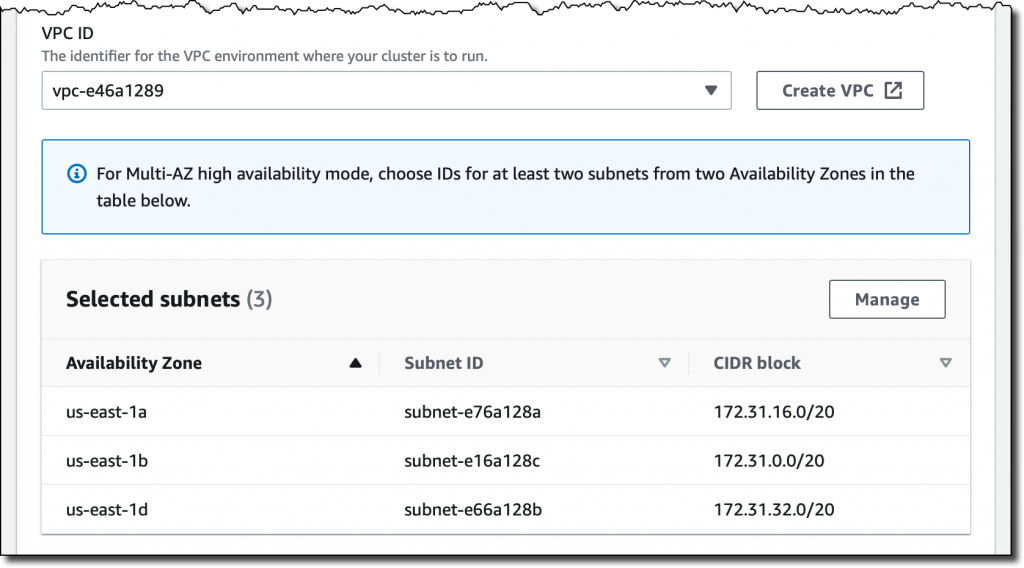 VPC ID
The identifier for the VPC environment where your cluster is to run.
vpc-e46a1289
Create VPC
For Multi-AZ high availability mode, choose IDs for at least two subnets from two Availability Zones in the
table below.
Selected subnets (3)
Manage
Availability Zone Subnet ID CIDR block
us-east-1a subnet-e76a128a 172.31.16.0/20
us-east-1b subnet-e16a128c 172.31.0.0/20
us-east-1d subnet-e66a128b 172.31.32.0/20